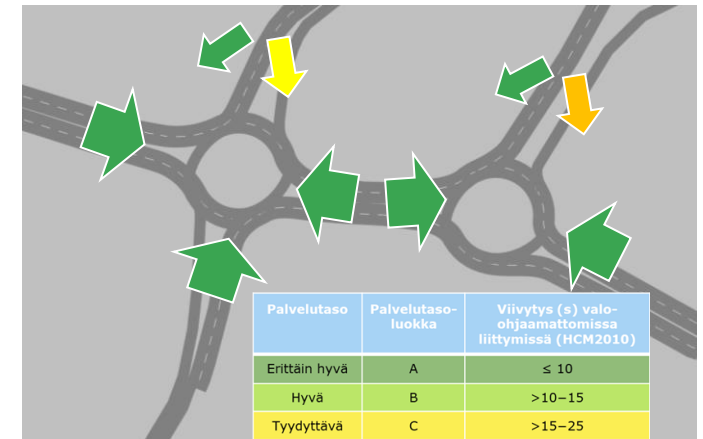 Palvelutaso Palvelutaso- Viivytys (s) valo-
luokka ohjaamattomissa
liittymissä (HCM2010)
Erittäin hyvä A ≤ 10
Hyvä B >10−15
Tyydyttävä C >15−25